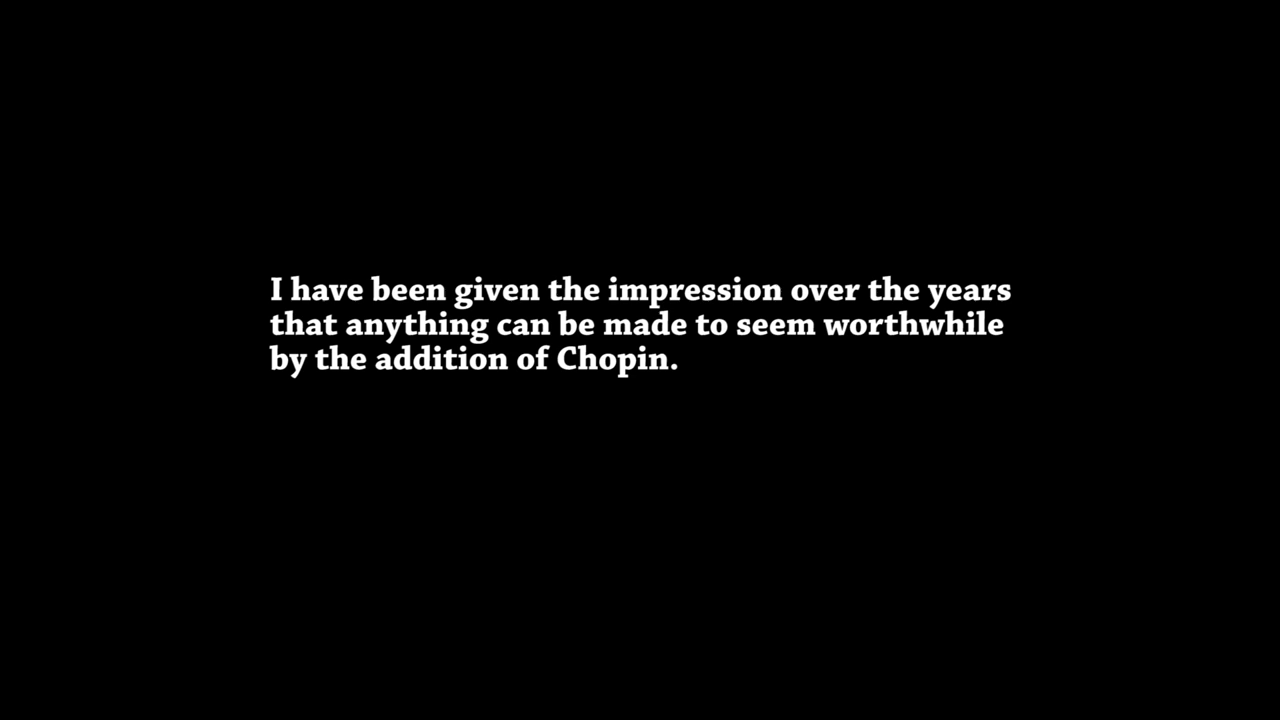 I have been given the impression over the years
that anything can be made to seem worthwhile
by the addition of Chopin.